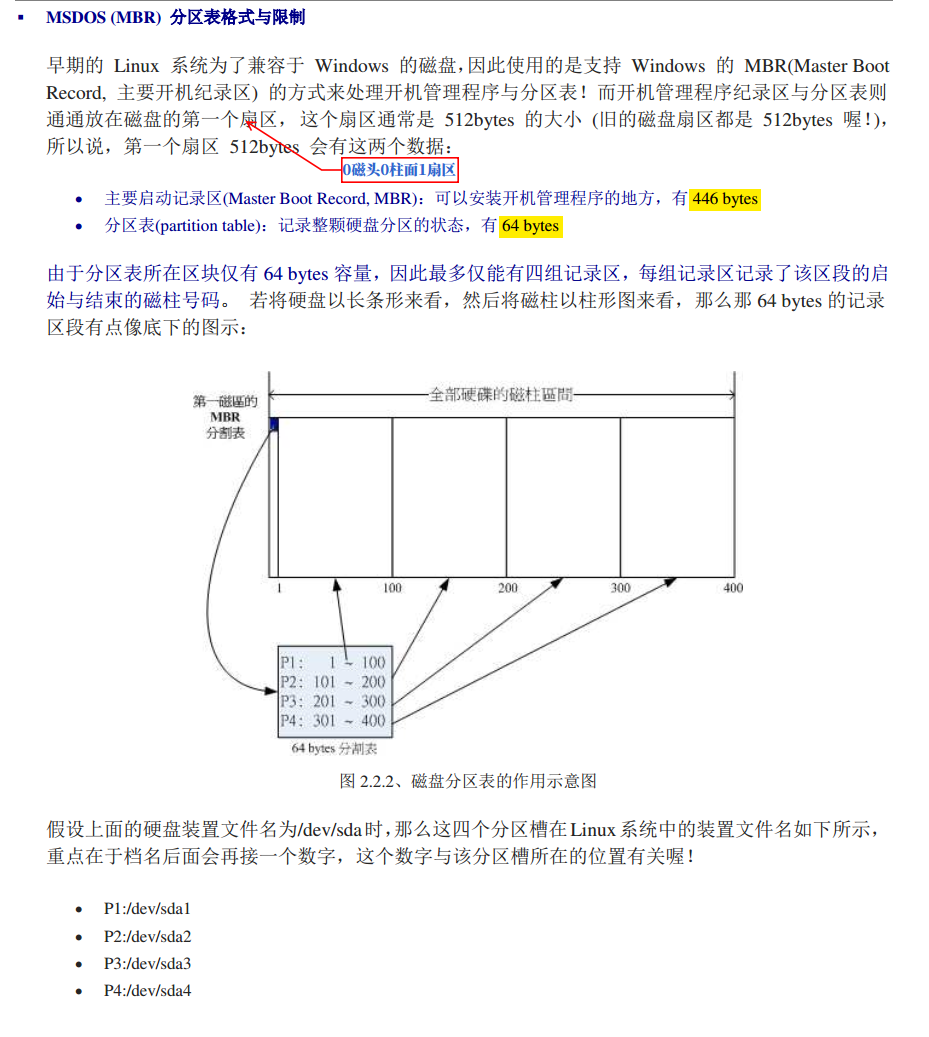 ▪ MSDOS (MBR) 分区表格式与限制
早期的 Linux 系统为了兼容于 Windows 的磁盘,因此使用的是支持 Windows 的 MBR(Master Boot
Record, 主要开机纪录区) 的方式来处理开机管理程序与分区表！而开机管理程序纪录区与分区表则
通通放在磁盘的第一个扇区， 这个扇区通常是 512bytes 的大小 (旧的磁盘扇区都是 512bytes 喔！)，
所以说，第一个扇区 512bytes 会有这两个数据：
0磁头0柱面1扇区
• 主要启动记录区(Master Boot Record, MBR)：可以安装开机管理程序的地方，有 446 bytes
• 分区表(partition table)：记录整颗硬盘分区的状态，有 64 bytes
由于分区表所在区块仅有 64 bytes 容量，因此最多仅能有四组记录区，每组记录区记录了该区段的启
始与结束的磁柱号码。 若将硬盘以长条形来看，然后将磁柱以柱形图来看，那么那 64 bytes 的记录
区段有点像底下的图示：
全部硬碟的磁柱區間
第一磁區的
MBR
分割表
1 100 200 300 400
P1: 1 ~ 100
P2: 101 ~ 200
P3: 201 ~ 300
P4: 301 ~ 400
64 bytes 分割表
图 2.2.2、磁盘分区表的作用示意图
假设上面的硬盘装置文件名为/dev/sda时，那么这四个分区槽在Linux系统中的装置文件名如下所示，
重点在于档名后面会再接一个数字，这个数字与该分区槽所在的位置有关喔！
• P1:/dev/sda1
• P2:/dev/sda2
• P3:/dev/sda3
• P4:/dev/sda4